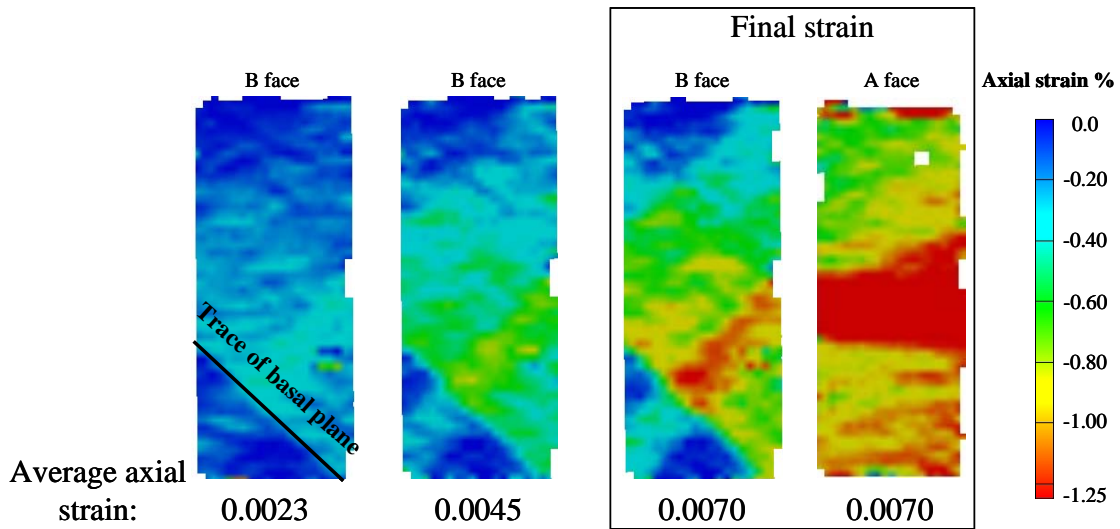 Final strain
B face
B face
B face
A face
Axial strain %
0.0
-0.20
-0.40
-0.60
-0.80
-1.00
-1.25
Trace of basal plane
Average axial
strain:
0.0023
0.0045
0.0070
0.0070